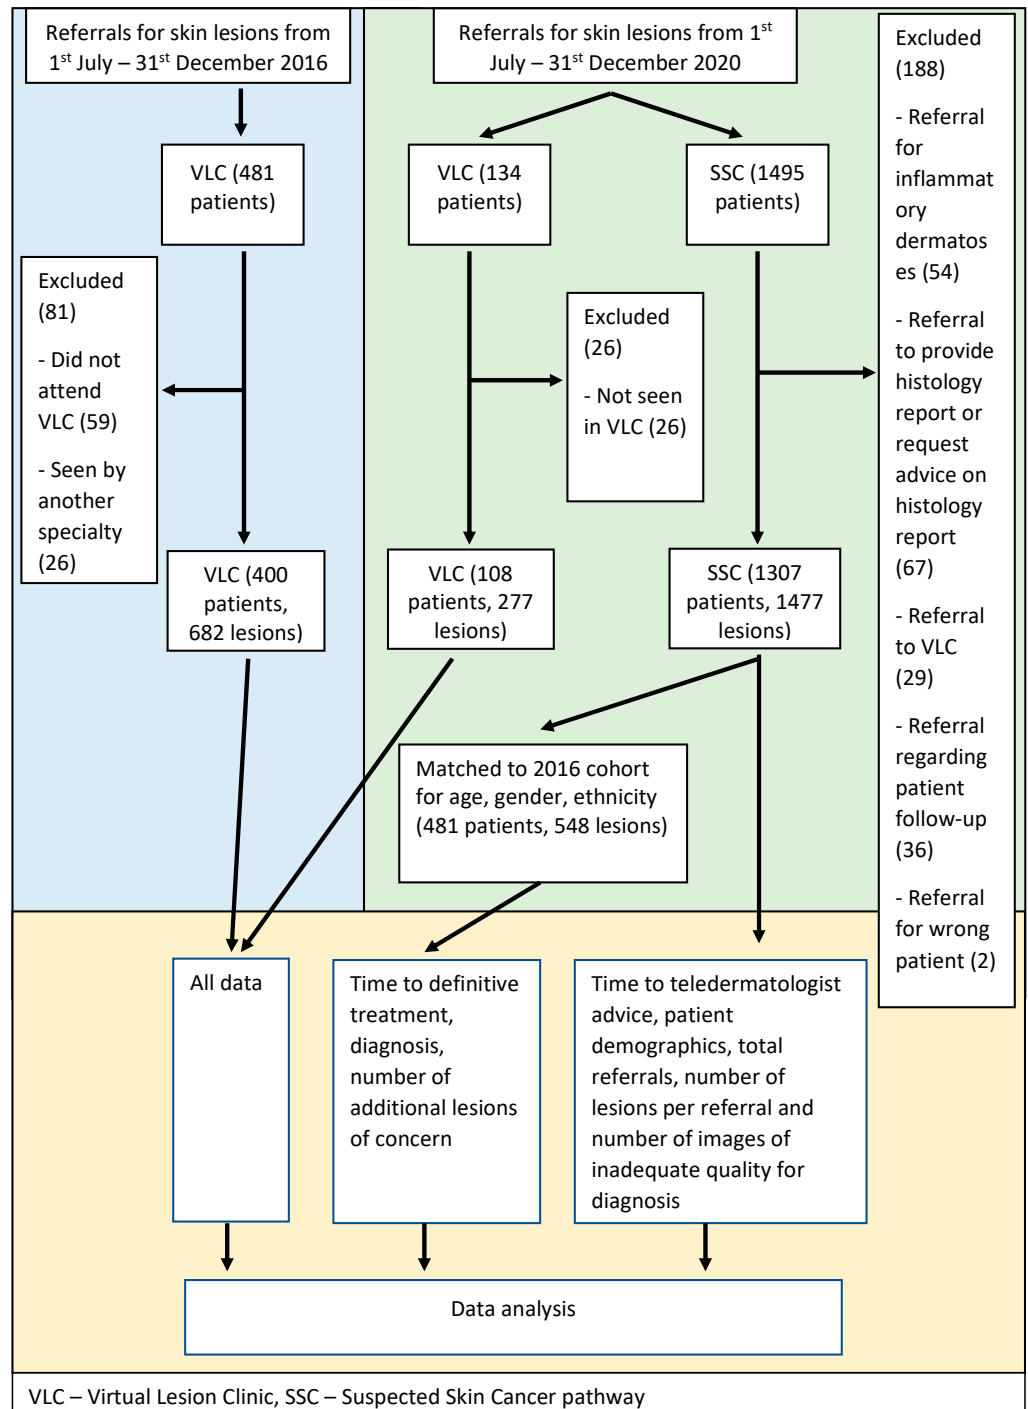 Referrals for skin lesions from
1st July – 31st December 2016
Referrals for skin lesions from 1st
July – 31st December 2020
VLC (481
patients)
VLC (134
patients)
SSC (1495
patients)
Excluded
(81)
- Did not
attend
VLC (59)
- Seen by
another
specialty
(26)
Excluded
(26)
- Not seen
in VLC (26)
Excluded
(188)
- Referral
for
inflammat
ory
dermatos
es (54)
- Referral
to provide
histology
report or
request
advice on
histology
report
(67)
- Referral
to VLC
(29)
- Referral
regarding
patient
follow-up
(36)
- Referral
for wrong
patient (2)
VLC (400
patients,
682 lesions)
VLC (108
patients, 277
lesions)
SSC (1307
patients, 1477
lesions)
Matched to 2016 cohort
for age, gender, ethnicity
(481 patients, 548 lesions)
All data
Time to definitive
treatment,
diagnosis,
number of
additional lesions
of concern
Time to teledermatologist
advice, patient
demographics, total
referrals, number of
lesions per referral and
number of images of
inadequate quality for
diagnosis
Data analysis
VLC – Virtual Lesion Clinic, SSC – Suspected Skin Cancer pathway